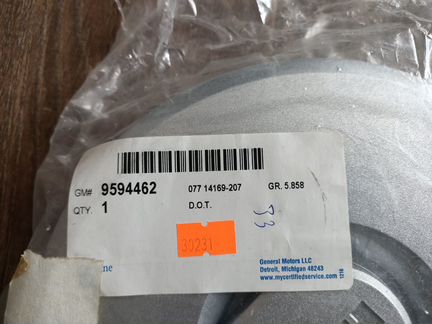 GM# 9594462 077 14169-207 GR. 5.858
QTY. 1 D.O.T.
30231
33
General Motors LLC
Detroit, Michigan 48243
www.mycertifiedservice.com